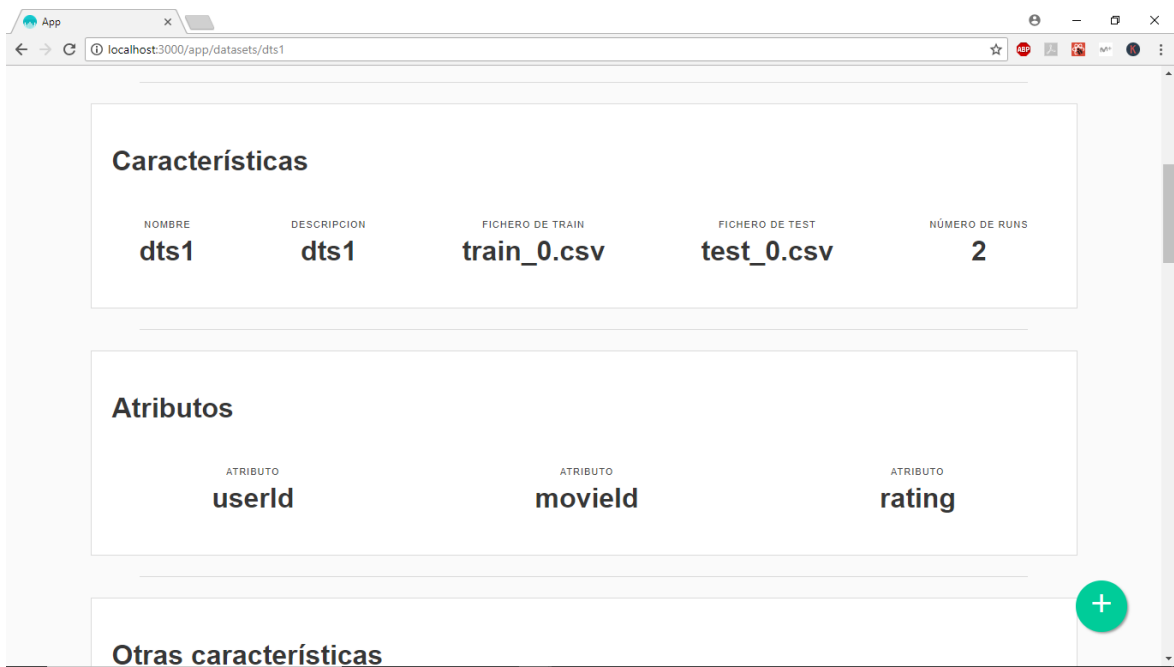 App
localhost:3000/app/datasets/dts1
ABP
K
Características
NOMBRE DESCRIPCION FICHERO DE TRAIN FICHERO DE TEST NÚMERO DE RUNS
dts1 dts1 train_0.csv test_0.csv 2
Atributos
ATRIBUTO ATRIBUTO ATRIBUTO
userId movieId rating
+
Otras características